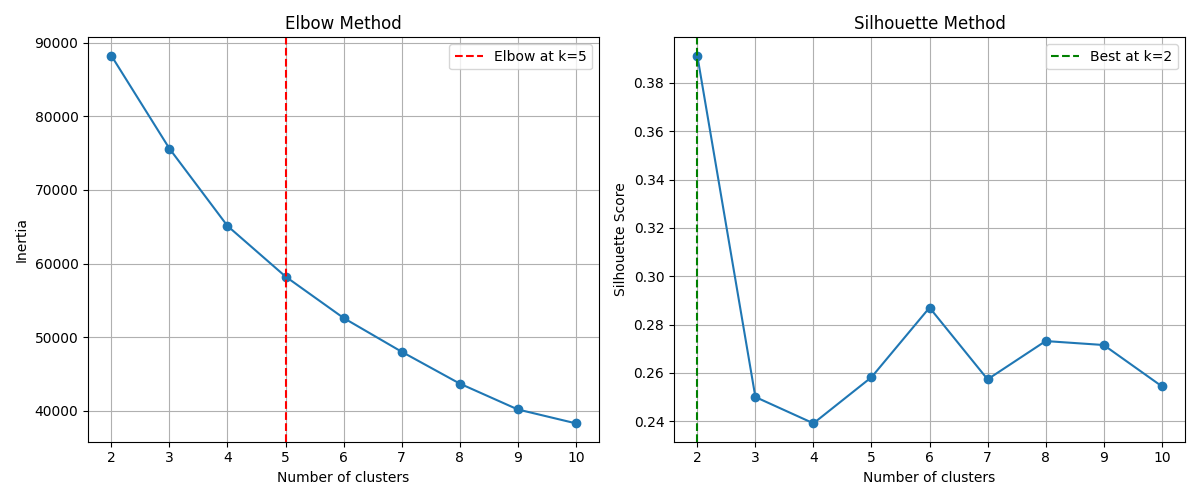 Elbow Method
90000
80000
70000
60000
50000
40000
Inertia
2 3 4 5 6 7 8 9 10
Number of clusters
Elbow at k=5
Silhouette Method
0.38
0.36
0.34
0.32
0.30
0.28
0.26
0.24
Silhouette Score
2 3 4 5 6 7 8 9 10
Number of clusters
Best at k=2